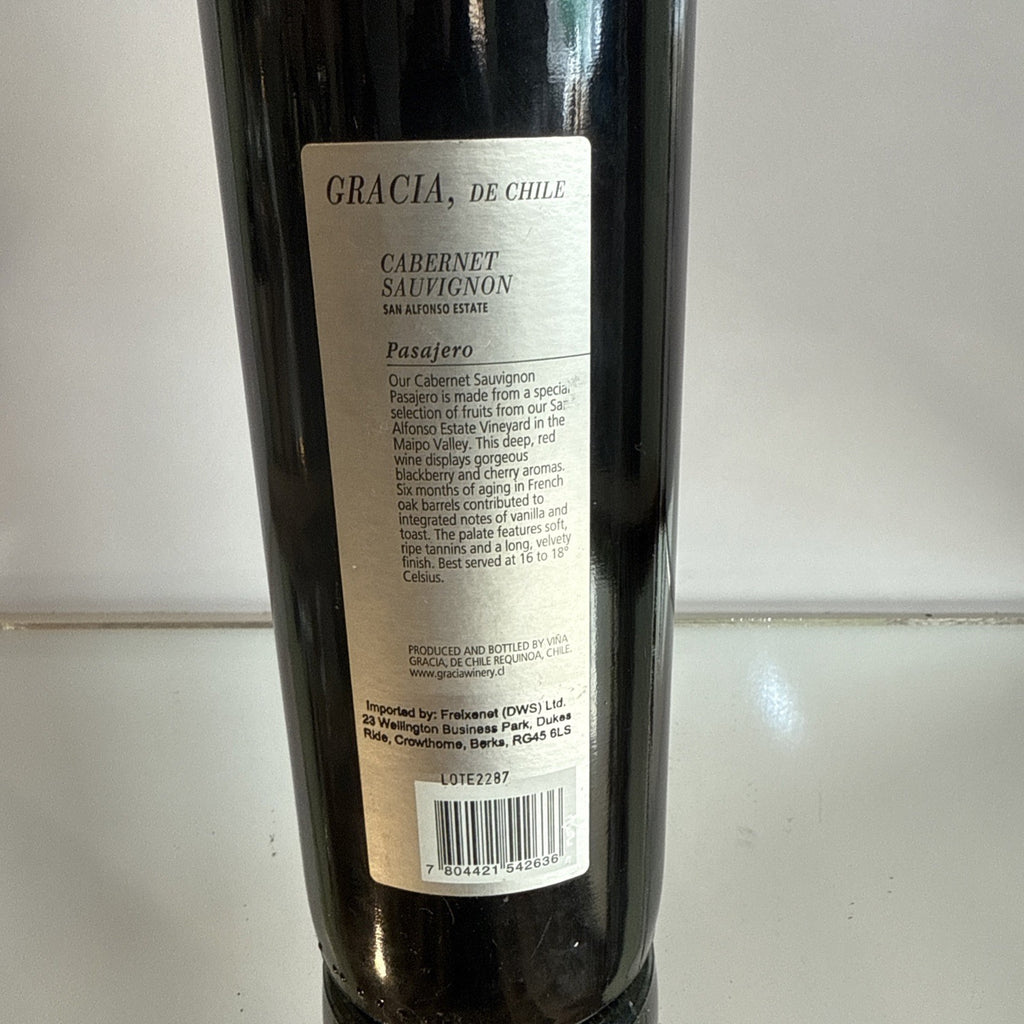 GRACIA, DE CHILE
CABERNET
SAUVIGNON
SAN ALFONSO ESTATE
Pasajero
Our Cabernet Sauvignon
Pasajero is made from a special
selection of fruits from our San
Alfonso Estate Vineyard in the
Maipo Valley. This deep, red
wine displays gorgeous
blackberry and cherry aromas.
Six months of aging in French
oak barrels contributed to
integrated notes of vanilla and
toast. The palate features soft,
ripe tannins and a long, velvety
finish. Best served at 16 to 18°
Celsius.
PRODUCED AND BOTTLED BY VIÑA
GRACIA, DE CHILE REQUINOA, CHILE.
www.graciawinery.cl
Imported by: Freixenet (DWS) Ltd.
23 Wellington Business Park, Dukes
Ride, Crowthorne, Berks, RG45 6LS
LOTE2287
7 804421 542636